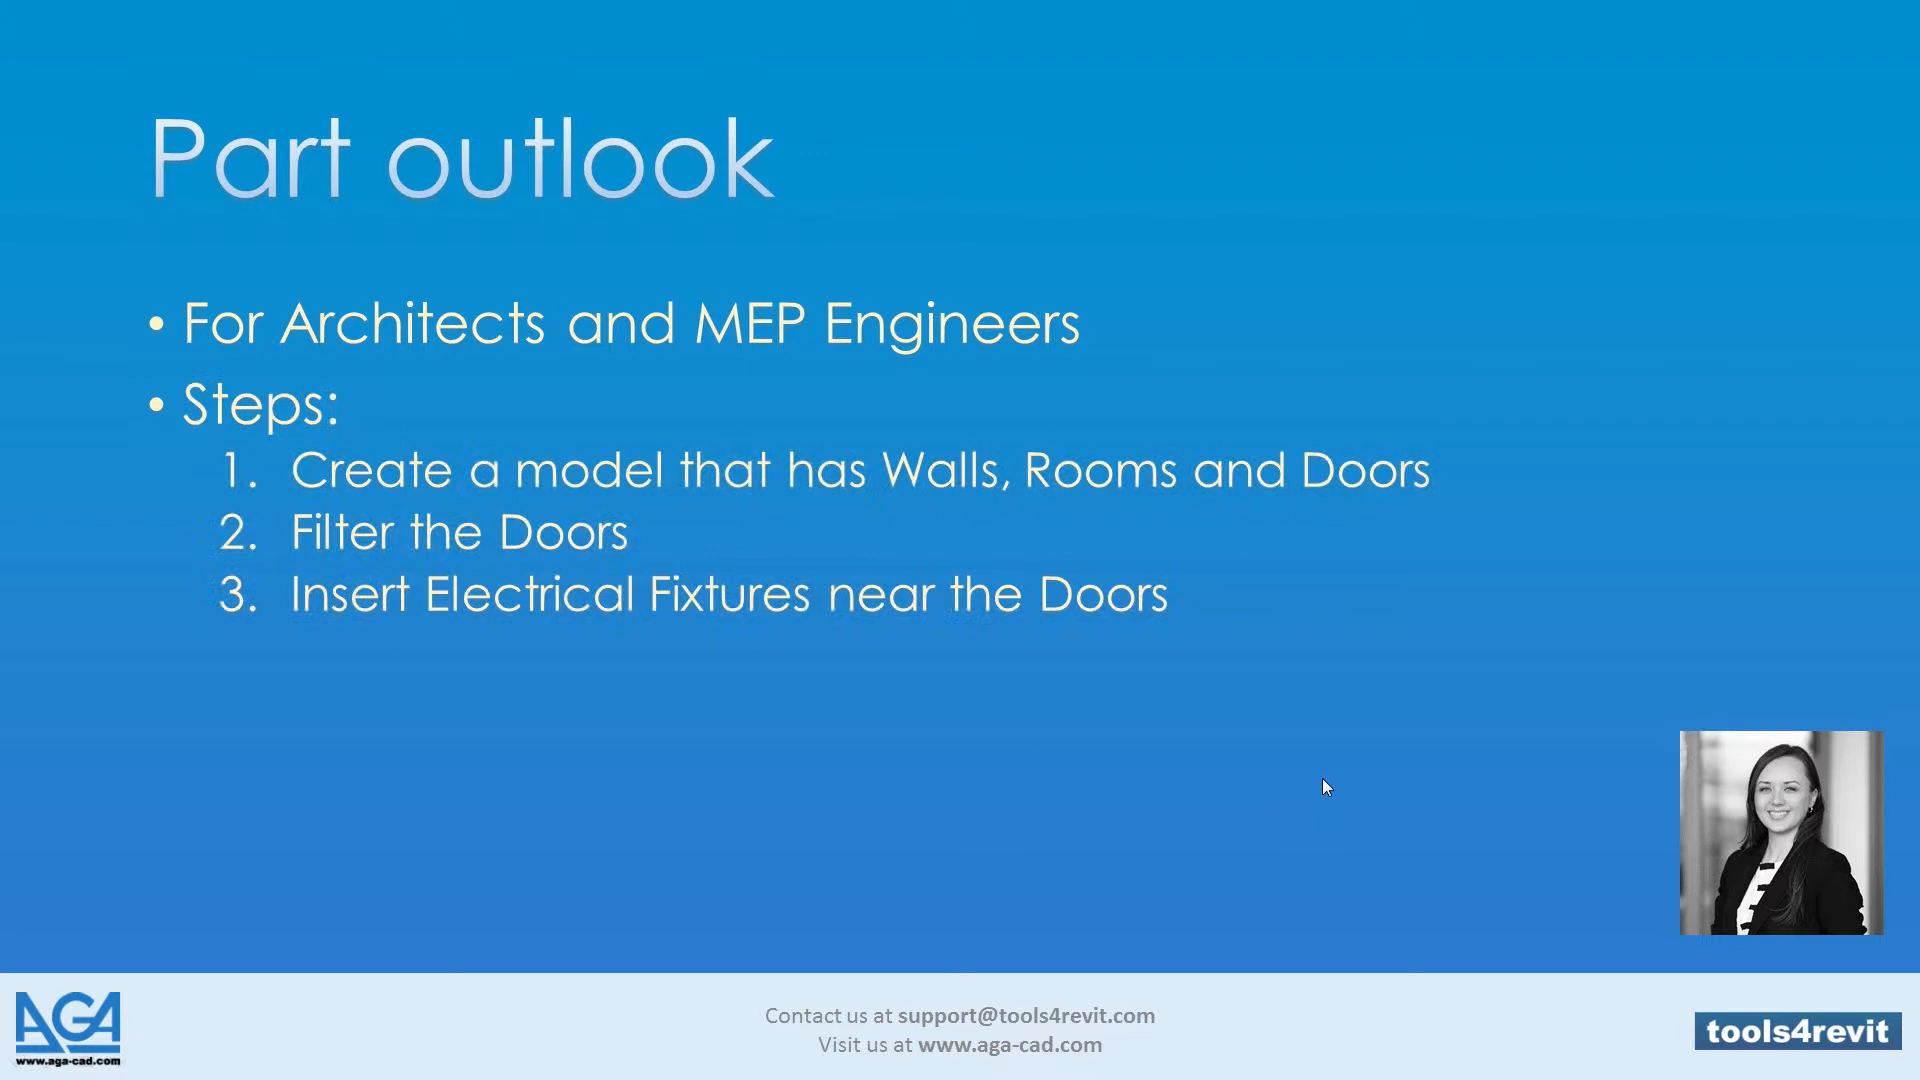 Part outlook
• For Architects and MEP Engineers
• Steps:
1. Create a model that has Walls, Rooms and Doors
2. Filter the Doors
3. Insert Electrical Fixtures near the Doors
AGA
www.aga-cad.com
Contact us at support@tools4revit.com
Visit us at www.aga-cad.com
tools4revit